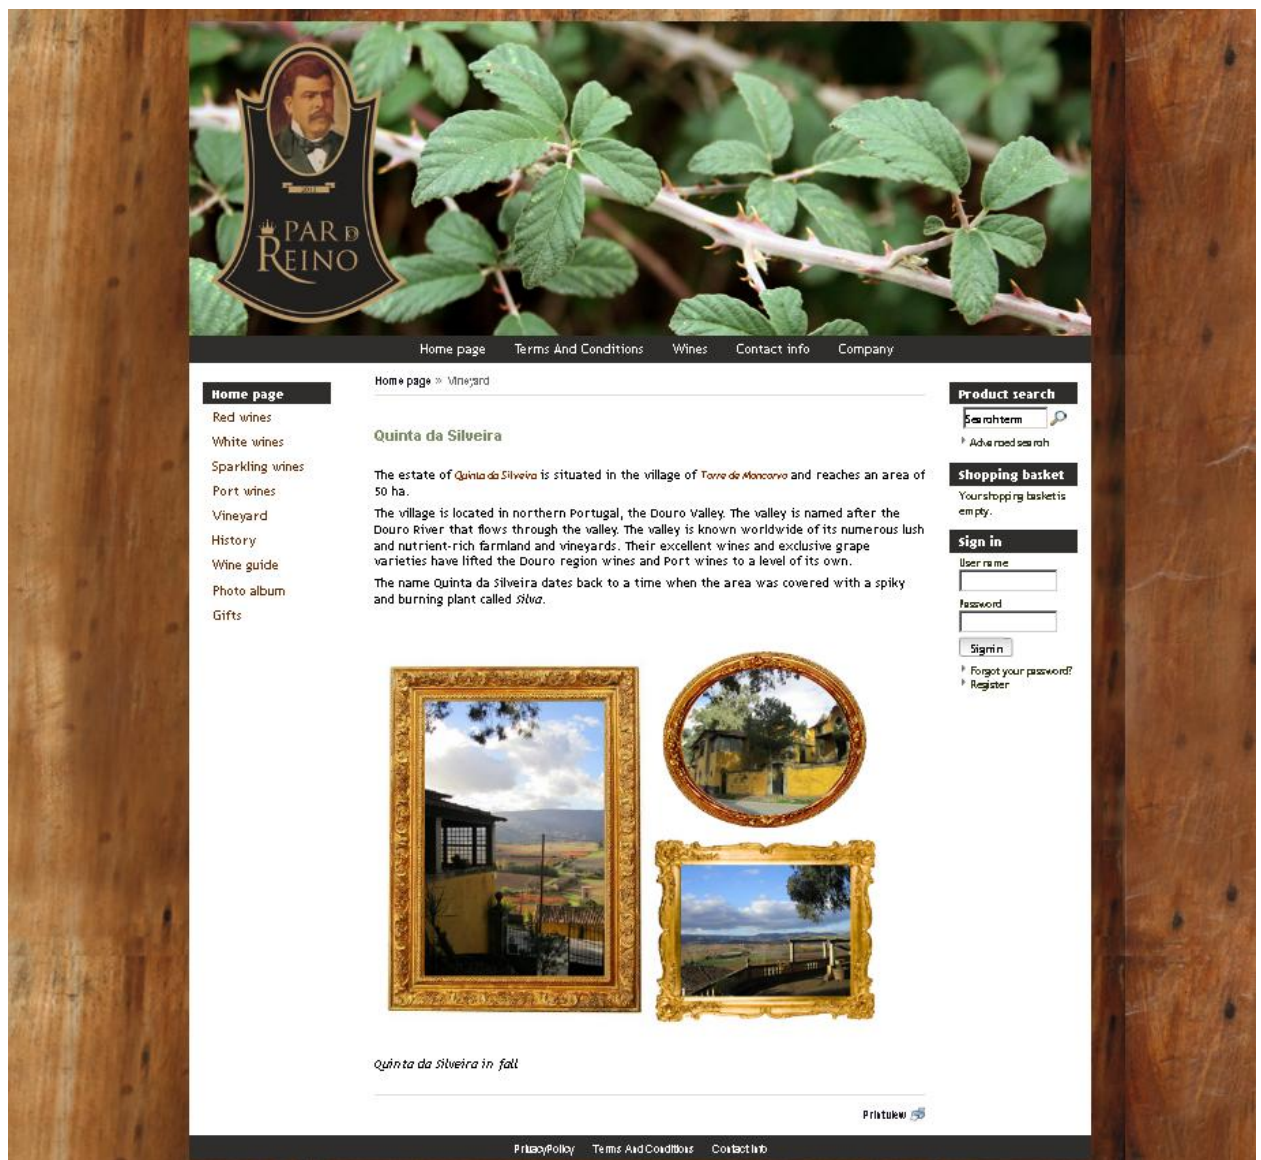 2011
PAR DO
REINO
Home page Terms And Conditions Wines Contact info Company
Home page
Red wines
White wines
Sparkling wines
Port wines
Vineyard
History
Wine guide
Photo album
Gifts
Home page » Vineyard
Quinta da Silveira
The estate of Quinta da Silveira is situated in the village of Torre de Moncorvo and reaches an area of
50 ha.
The village is located in northern Portugal, the Douro Valley. The valley is named after the
Douro River that flows through the valley. The valley is known worldwide of its numerous lush
and nutrient-rich farmland and vineyards. Their excellent wines and exclusive grape
varieties have lifted the Douro region wines and Port wines to a level of its own.
The name Quinta da Silveira dates back to a time when the area was covered with a spiky
and burning plant called Silva.
Quinta da Silveira in fall
Print view
Product search
Search term
Advanced search
Shopping basket
Your shopping basket is
empty.
Sign in
User name
Password
Sign in
Forgot your password?
Register
Privacy Policy Terms And Conditions Contact info